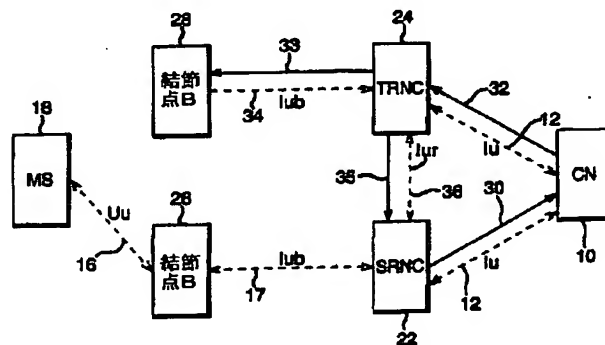 28
24
33
結節
点B
TRNC
34
Iub
32
Iu
12
18
MS
Iur
35
36
CN
10
Uu
16
26
結節
点B
Iub
17
SRNC
22
30
Iu
12